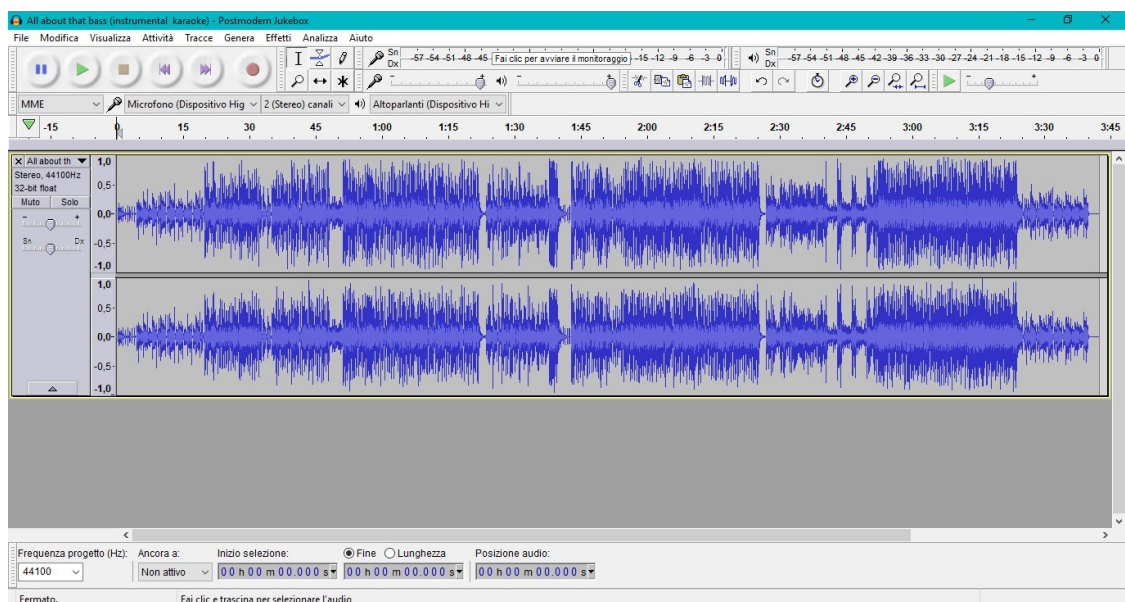 All about that bass (instrumental karaoke) - Postmodern Jukebox
File Modifica Visualizza Attività Tracce Genera Effetti Analizza Aiuto
Sn -57 -54 -51 -48 -45 Fai clic per avviare il monitoraggio -15 -12 -9 -6 -3 0 Sn -57 -54 -51 -48 -45 -42 -39 -36 -33 -30 -27 -24 -21 -18 -15 -12 -9 -6 -3 0
Dx Dx
- + - + - +
MME Microfono (Dispositivo Hig 2 (Stereo) canali Altoparlanti (Dispositivo Hi
-15 0 15 30 45 1:00 1:15 1:30 1:45 2:00 2:15 2:30 2:45 3:00 3:15 3:30 3:45
All about th 1,0
Stereo, 44100Hz
32-bit float 0,5
Muto Solo
- + 0,0
Sn Dx -0,5
-1,0
1,0
0,5
0,0
-0,5
-1,0
Frequenza progetto (Hz): Ancora a: Inizio selezione: Fine Lunghezza Posizione audio:
44100 Non attivo 00 h 00 m 00.000 s 00 h 00 m 00.000 s 00 h 00 m 00.000 s
Fermato. Fai clic e trascina per selezionare l'audio